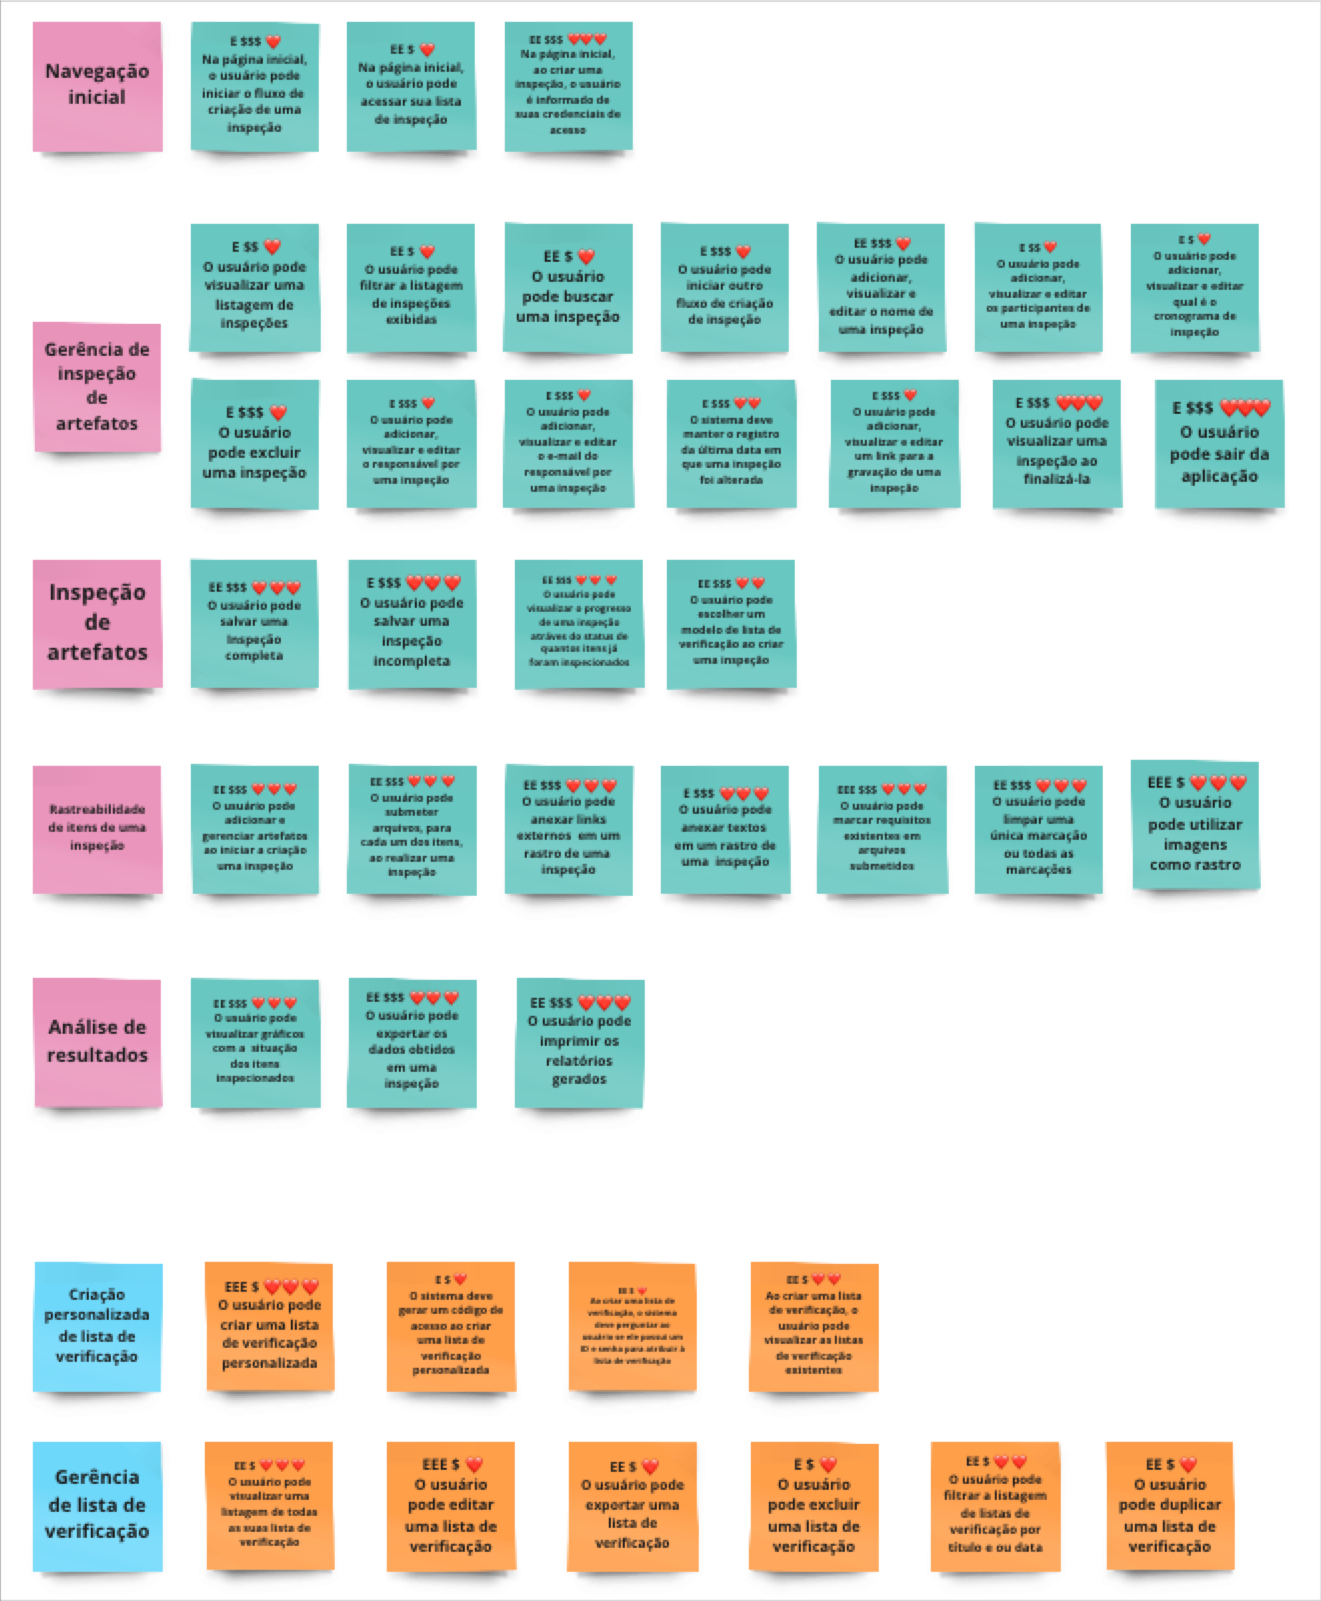 Navegação
inicial
E $$$ ❤️
Na página inicial,
o usuário pode
iniciar o fluxo de
criação de uma
inspeção
EE $ ❤️
Na página inicial,
o usuário pode
acessar sua lista
de inspeção
EE $$$ ❤️❤️❤️
Na página inicial,
ao criar uma
inspeção, o usuário
é informado de
suas credenciais de
acesso
Gerência de
inspeção
de
artefatos
E $$ ❤️
O usuário pode
visualizar uma
listagem de
inspeções
EE $ ❤️
O usuário pode
filtrar a listagem
de inspeções
exibidas
EE $ ❤️
O usuário
pode buscar
uma inspeção
E $$$ ❤️
O usuário pode
iniciar outro
fluxo de criação
de inspeção
EE $$$ ❤️
O usuário pode
adicionar,
visualizar e
editar o nome de
uma inspeção
E $$ ❤️
O usuário pode
adicionar,
visualizar e editar
os participantes de
uma inspeção
E $ ❤️
O usuário pode
adicionar,
visualizar e editar
qual é o
cronograma de
inspeção
E $$$ ❤️
O usuário
pode excluir
uma inspeção
E $$$ ❤️
O usuário pode
adicionar,
visualizar e editar
o responsável por
uma inspeção
E $$$ ❤️
O usuário pode
adicionar,
visualizar e editar
o e-mail do
responsável por
uma inspeção
E $$$ ❤️❤️
O sistema deve
manter o registro
da última data em
que uma inspeção
foi alterada
E $$$ ❤️
O usuário pode
adicionar,
visualizar e editar
um link para a
gravação de uma
inspeção
E $$$ ❤️❤️❤️
O usuário pode
visualizar uma
inspeção ao
finalizá-la
E $$$ ❤️❤️❤️
O usuário
pode sair da
aplicação
Inspeção
de
artefatos
EE $$$ ❤️❤️❤️
O usuário pode
salvar uma
Inspeção
completa
E $$$ ❤️❤️❤️
O usuário pode
salvar uma
inspeção
incompleta
EE $$$ ❤️❤️❤️
O usuário pode
visualizar o progresso
de uma inspeção
atráves do status de
quantos itens já
foram inspecionados
EE $$$ ❤️❤️
O usuário pode
escolher um
modelo de lista de
verificação ao criar
uma inspeção
Rastreabilidade
de itens de uma
inspeção
EE $$$ ❤️❤️❤️
O usuário pode
adicionar e
gerenciar artefatos
ao iniciar a criação
uma inspeção
EE $$$ ❤️❤️❤️
O usuário pode
submeter
arquivos, para
cada um dos itens,
ao realizar uma
inspeção
EE $$$ ❤️❤️❤️
O usuário pode
anexar links
externos em um
rastro de uma
inspeção
E $$$ ❤️❤️❤️
O usuário pode
anexar textos
em um rastro de
uma inspeção
EEE $$$ ❤️❤️❤️
O usuário pode
marcar requisitos
existentes em
arquivos
submetidos
EE $$$ ❤️❤️❤️
O usuário pode
limpar uma
única marcação
ou todas as
marcações
EEE $ ❤️❤️❤️
O usuário
pode utilizar
imagens
como rastro
Análise de
resultados
EE $$$ ❤️❤️❤️
O usuário pode
visualizar gráficos
com a situação
dos itens
inspecionados
EE $$$ ❤️❤️❤️
O usuário pode
exportar os
dados obtidos
em uma
inspeção
EE $$$ ❤️❤️❤️
O usuário pode
imprimir os
relatórios
gerados
Criação
personalizada
de lista de
verificação
EEE $ ❤️❤️❤️
O usuário pode
criar uma lista
de verificação
personalizada
E $ ❤️
O sistema deve
gerar um código de
acesso ao criar
uma lista de
verificação
personalizada
EE $ ❤️
Ao criar uma lista de
verificação, o sistema
deve perguntar ao
usuário se ele possui um
ID e senha para atribuir à
lista de verificação
EE $ ❤️❤️
Ao criar uma lista
de verificação, o
usuário pode
visualizar as listas
de verificação
existentes
Gerência
de lista de
verificação
EE $ ❤️❤️❤️
O usuário pode
visualizar uma
listagem de todas
as suas lista de
verificação
EEE $ ❤️
O usuário
pode editar
uma lista de
verificação
EE $ ❤️
O usuário pode
exportar uma
lista de
verificação
E $ ❤️
O usuário
pode excluir
uma lista de
verificação
EE $ ❤️❤️
O usuário pode
filtrar a listagem
de listas de
verificação por
título e ou data
EE $ ❤️
O usuário
pode duplicar
uma lista de
verificação